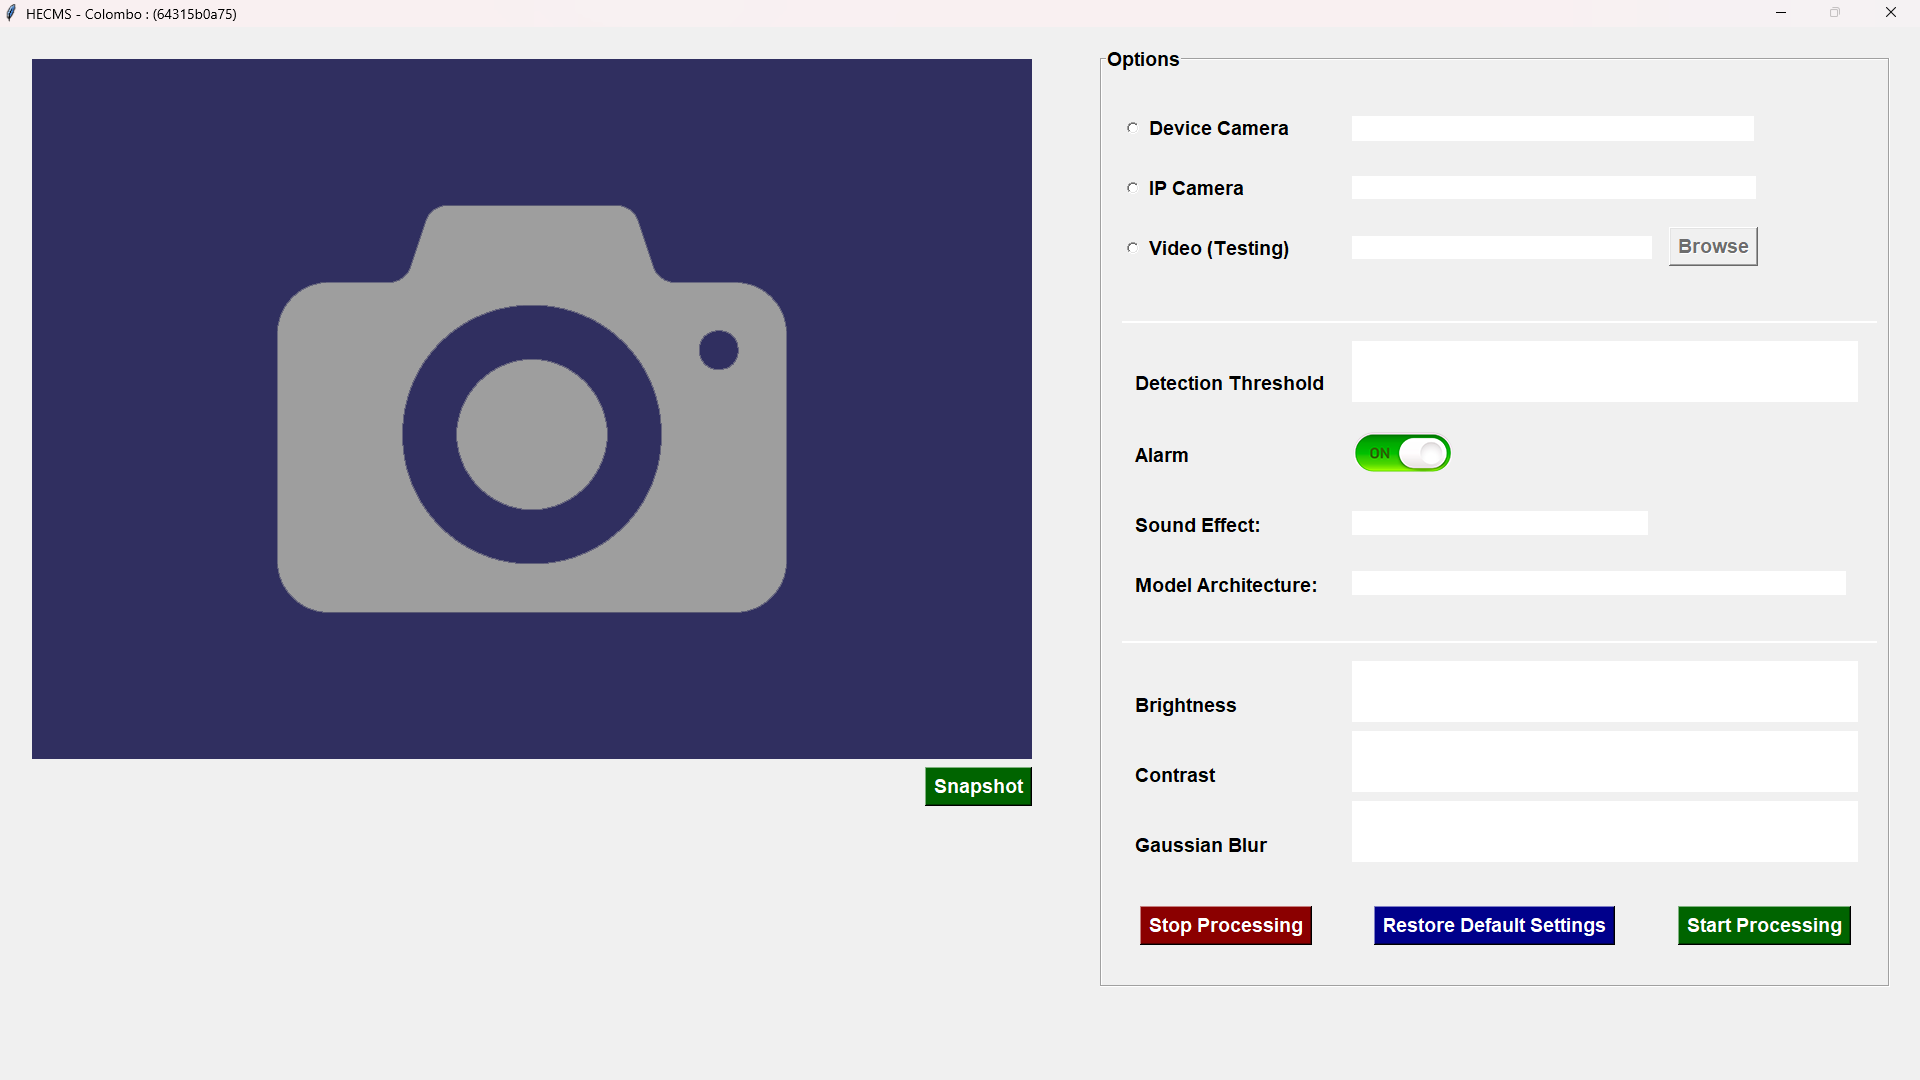 HECMS - Colombo : (64315b0a75)
Options
Device Camera
IP Camera
Video (Testing)
Browse
Detection Threshold
Alarm
ON
Sound Effect:
Model Architecture:
Brightness
Snapshot
Contrast
Gaussian Blur
Stop Processing
Restore Default Settings
Start Processing